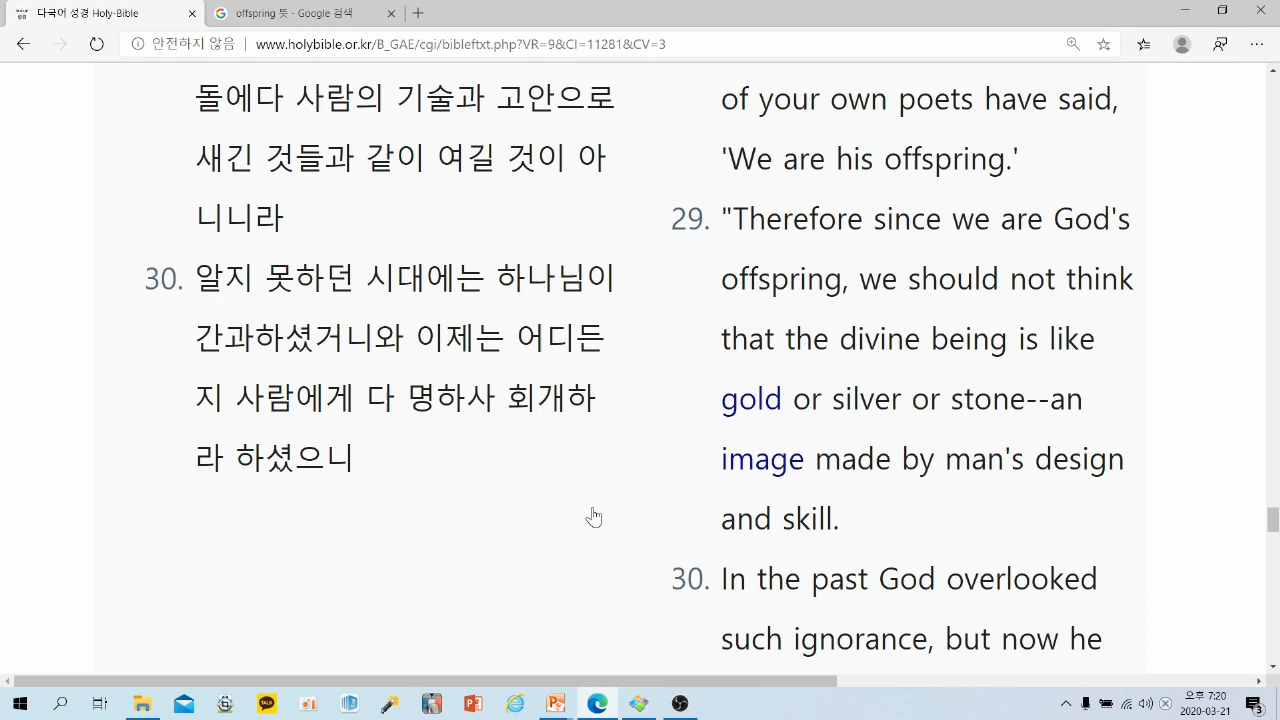 다국어 성경 Holy-Bible
offspring 뜻 - Google 검색
안전하지 않음
www.holybible.or.kr/B_GAE/cgi/bibleftxt.php?VR=9&CI=11281&CV=3
돌에다 사람의 기술과 고안으로
새긴 것들과 같이 여길 것이 아
니니라
30. 알지 못하던 시대에는 하나님이
간과하셨거니와 이제는 어디든
지 사람에게 다 명하사 회개하
라 하셨으니
of your own poets have said,
'We are his offspring.'
29. "Therefore since we are God's
offspring, we should not think
that the divine being is like
gold or silver or stone--an
image made by man's design
and skill.
30. In the past God overlooked
such ignorance, but now he
TALK
오후 7:20
2020-03-21
3